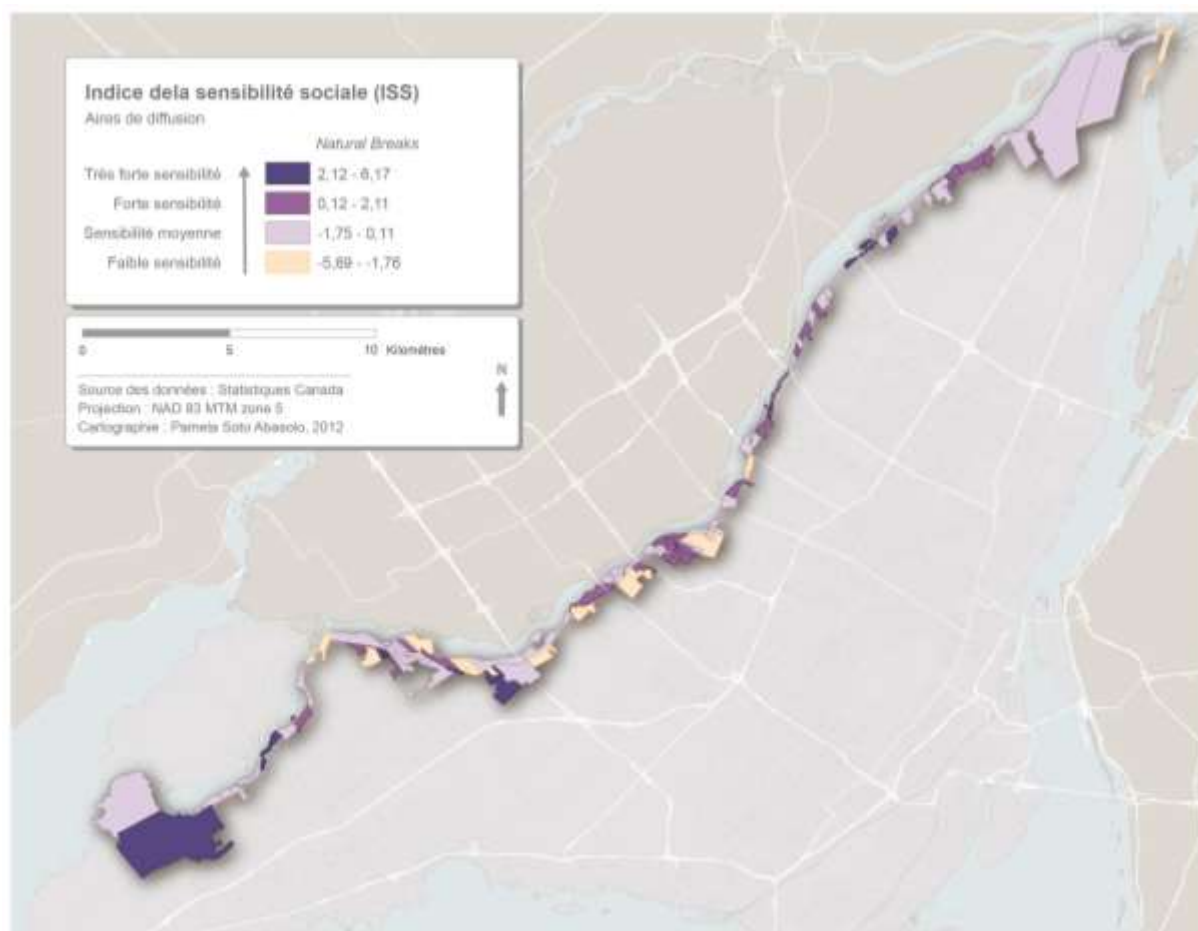 Indice dela sensibilité sociale (ISS)
Aires de diffusion
Natural Breaks
Très forte sensibilité 2,12 - 6,17
Forte sensibilité 0,12 - 2,11
Sensibilité moyenne -1,75 - 0,11
Faible sensibilité -5,69 - -1,76
0 5 10 Kilomètres
N
Source des données : Statistiques Canada
Projection : NAD 83 MTM zone 5
Cartographie : Pamela Soto Abasolo, 2012